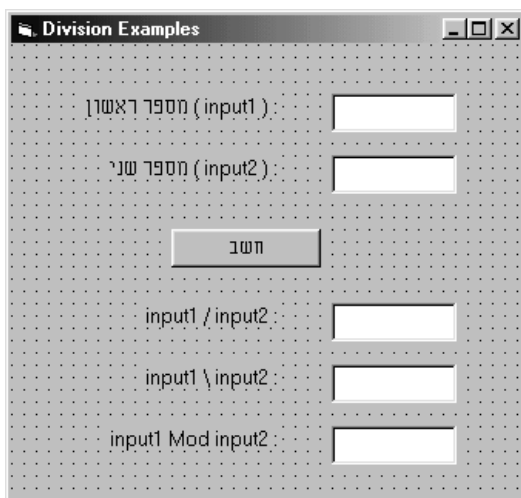 Division Examples
מספר ראשון ( input1 ) :
מספר שני ( input2 ) :
חשב
input1 / input2 :
input1 \ input2 :
input1 Mod input2 :